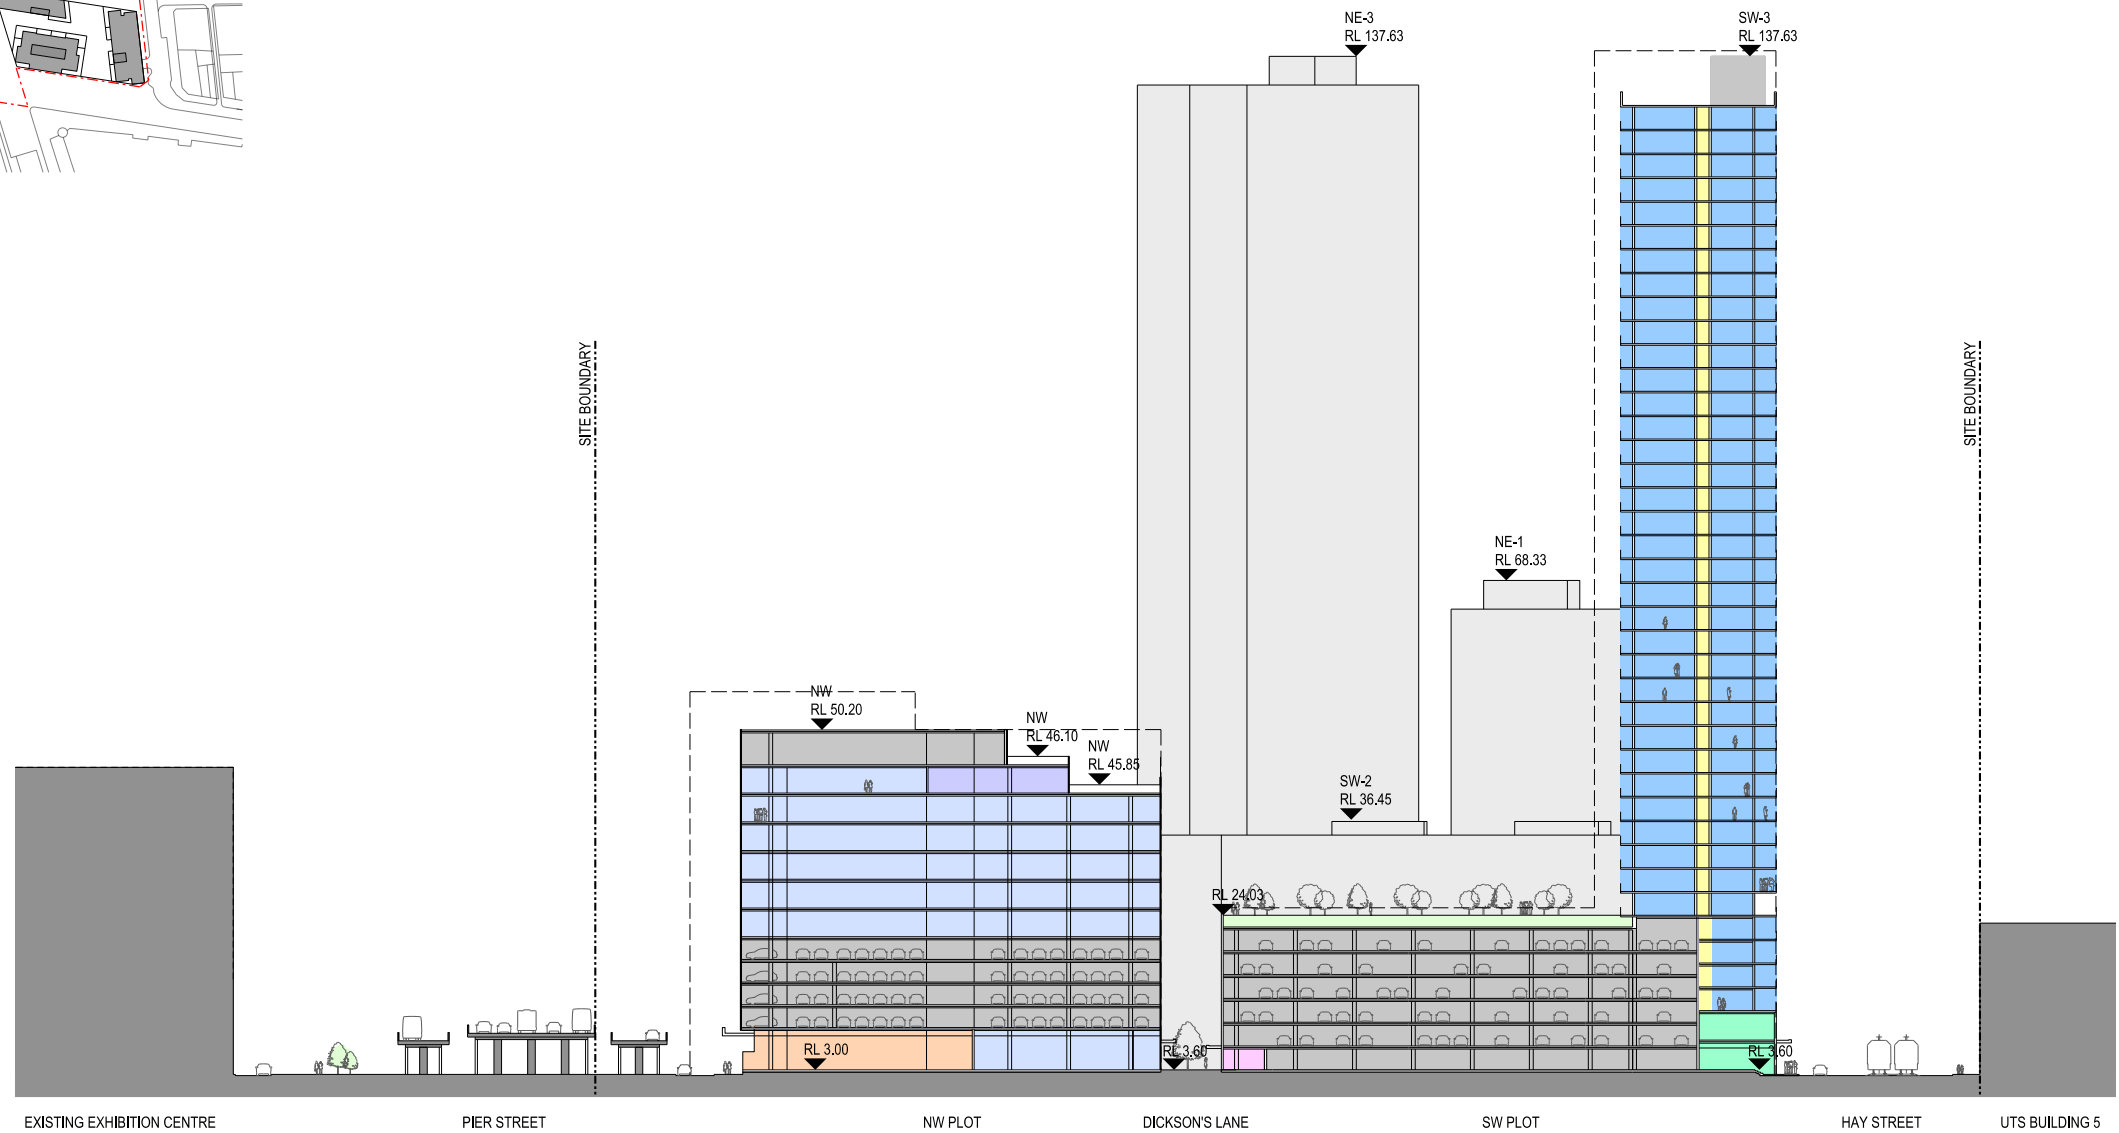 NE-3
RL 137.63
SW-3
RL 137.63
SITE BOUNDARY
SITE BOUNDARY
NE-1
RL 68.33
NW
RL 50.20
NW
RL 46.10
NW
RL 45.85
SW-2
RL 36.45
RL 24.03
RL 3.00
RL 3.60
RL 3.60
EXISTING EXHIBITION CENTRE
PIER STREET
NW PLOT
DICKSON'S LANE
SW PLOT
HAY STREET
UTS BUILDING 5